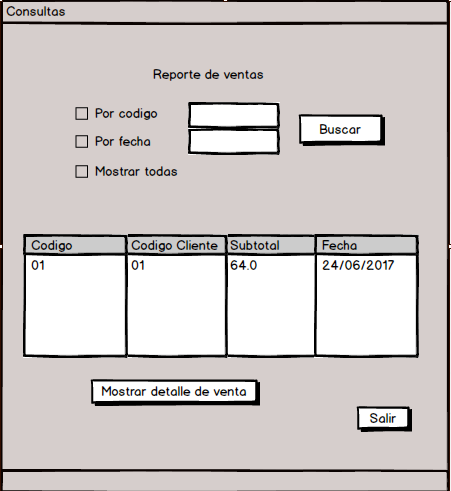 Consultas
Reporte de ventas
Por codigo
Buscar
Por fecha
Mostrar todas
Codigo Codigo Cliente Subtotal Fecha
01 01 64.0 24/06/2017
Mostrar detalle de venta
Salir